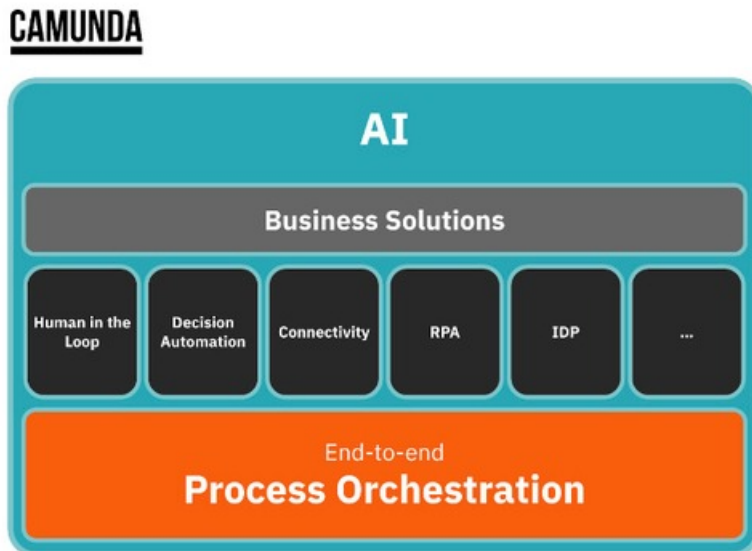 CAMUNDA
AI
Business Solutions
Human in the
Loop
Decision
Automation
Connectivity
RPA
IDP
...
End-to-end
Process Orchestration